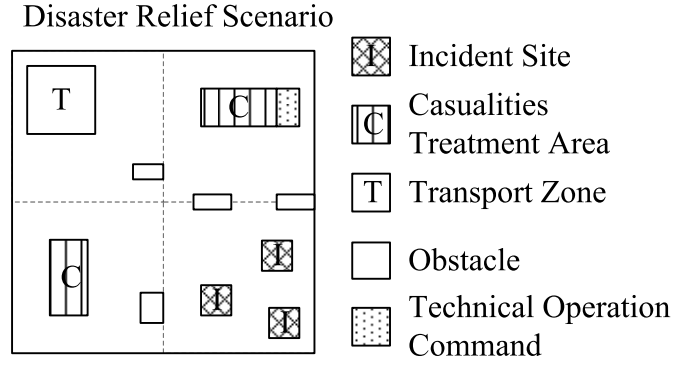 Disaster Relief Scenario
T
C
C
I
I
I
I Incident Site
C Casualities
Treatment Area
T Transport Zone
Obstacle
Technical Operation
Command